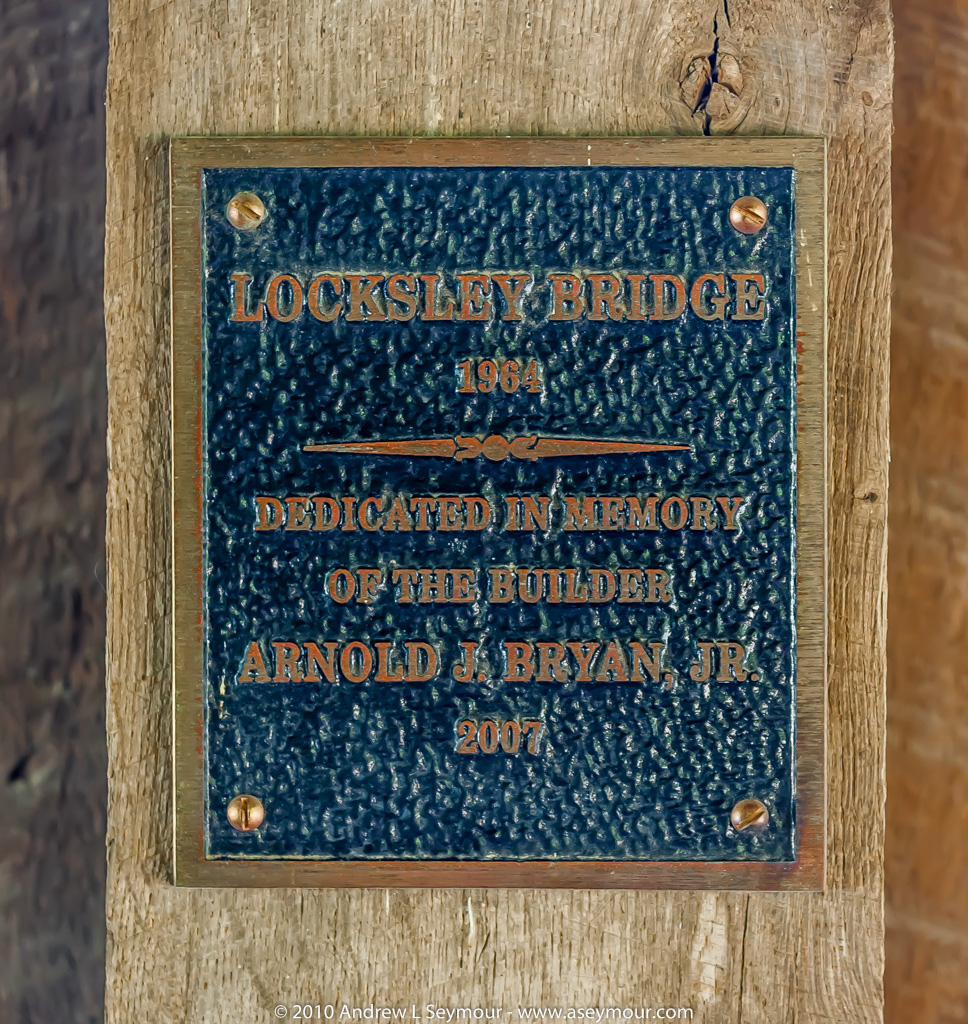 LOCKSLEY BRIDGE
1964
DEDICATED IN MEMORY
OF THE BUILDER
ARNOLD J. BRYAN, JR.
2007
© 2010 Andrew L Seymour - www.aseymour.com